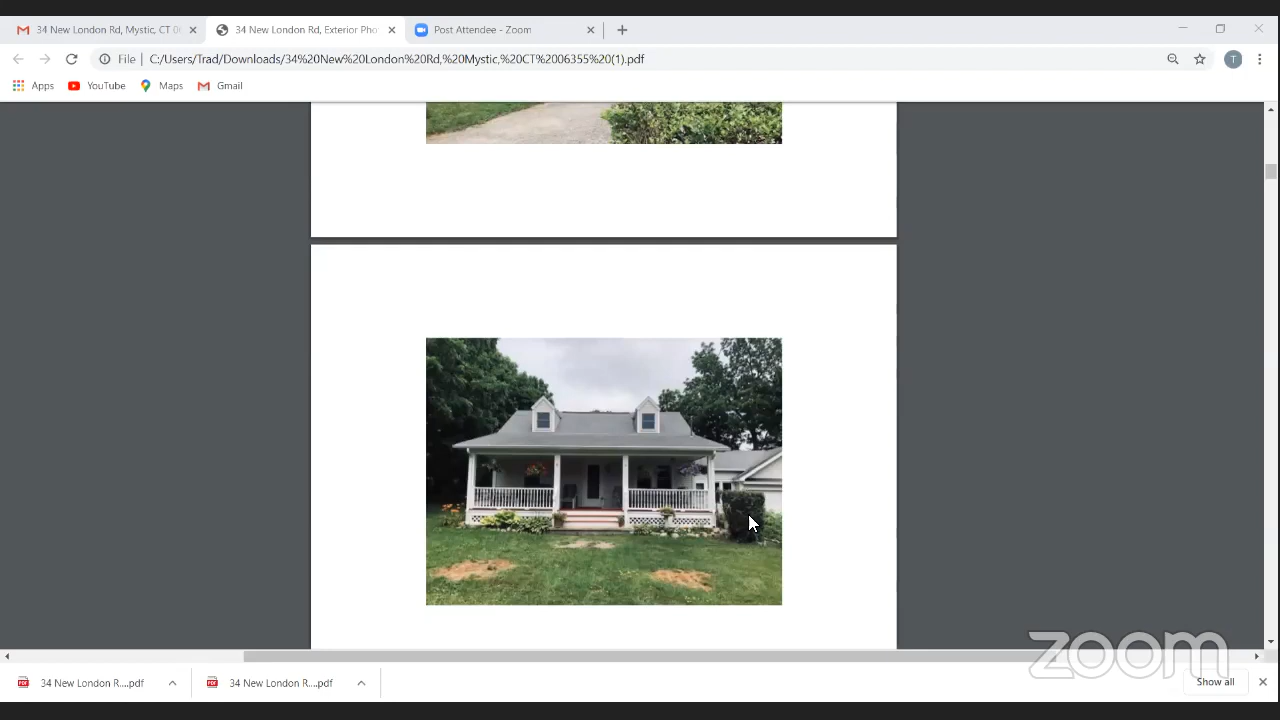 34 New London Rd, Mystic, CT 0
34 New London Rd, Exterior Pho
Post Attendee - Zoom
File
C:/Users/Trad/Downloads/34%20New%20London%20Rd,%20Mystic,%20CT%2006355%20(1).pdf
T
Apps
YouTube
Maps
Gmail
zoom
34 New London R....pdf
34 New London R....pdf
Show all